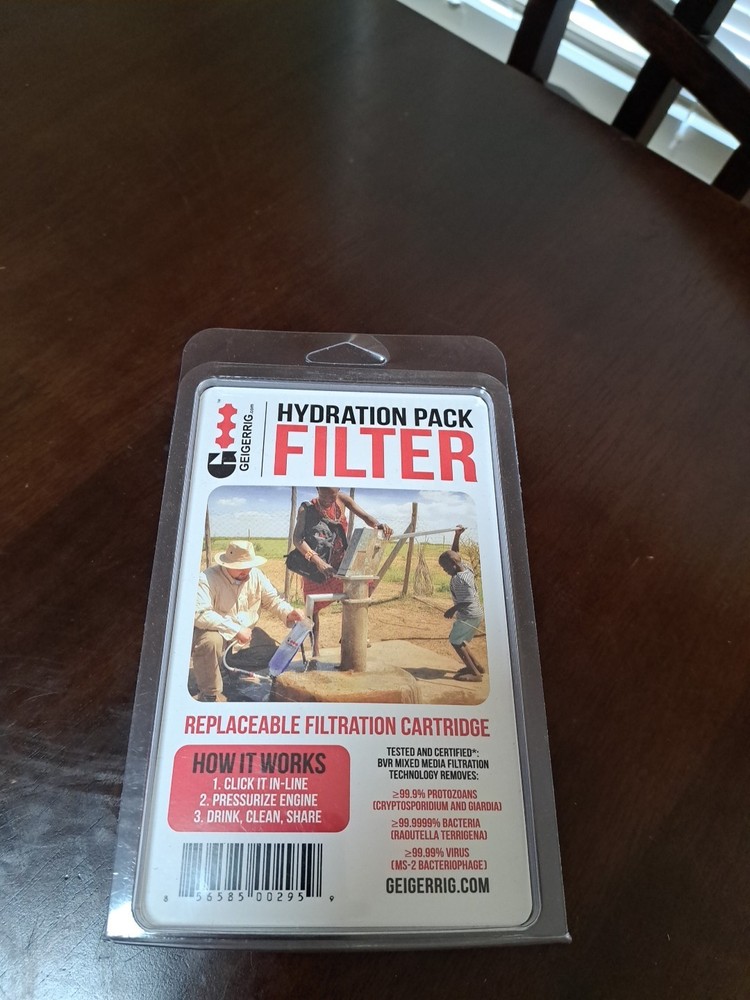 GEIGERRIG.com
HYDRATION PACK
FILTER
REPLACEABLE FILTRATION CARTRIDGE
HOW IT WORKS
1. CLICK IT IN-LINE
2. PRESSURIZE ENGINE
3. DRINK, CLEAN, SHARE
TESTED AND CERTIFIED*:
BVR MIXED MEDIA FILTRATION
TECHNOLOGY REMOVES:
≥99.9% PROTOZOANS
(CRYPTOSPORIDIUM AND GIARDIA)
≥99.9999% BACTERIA
(RAOUTELLA TERRIGENA)
≥99.99% VIRUS
(MS-2 BACTERIOPHAGE)
GEIGERRIG.COM
8 56585 00295 9